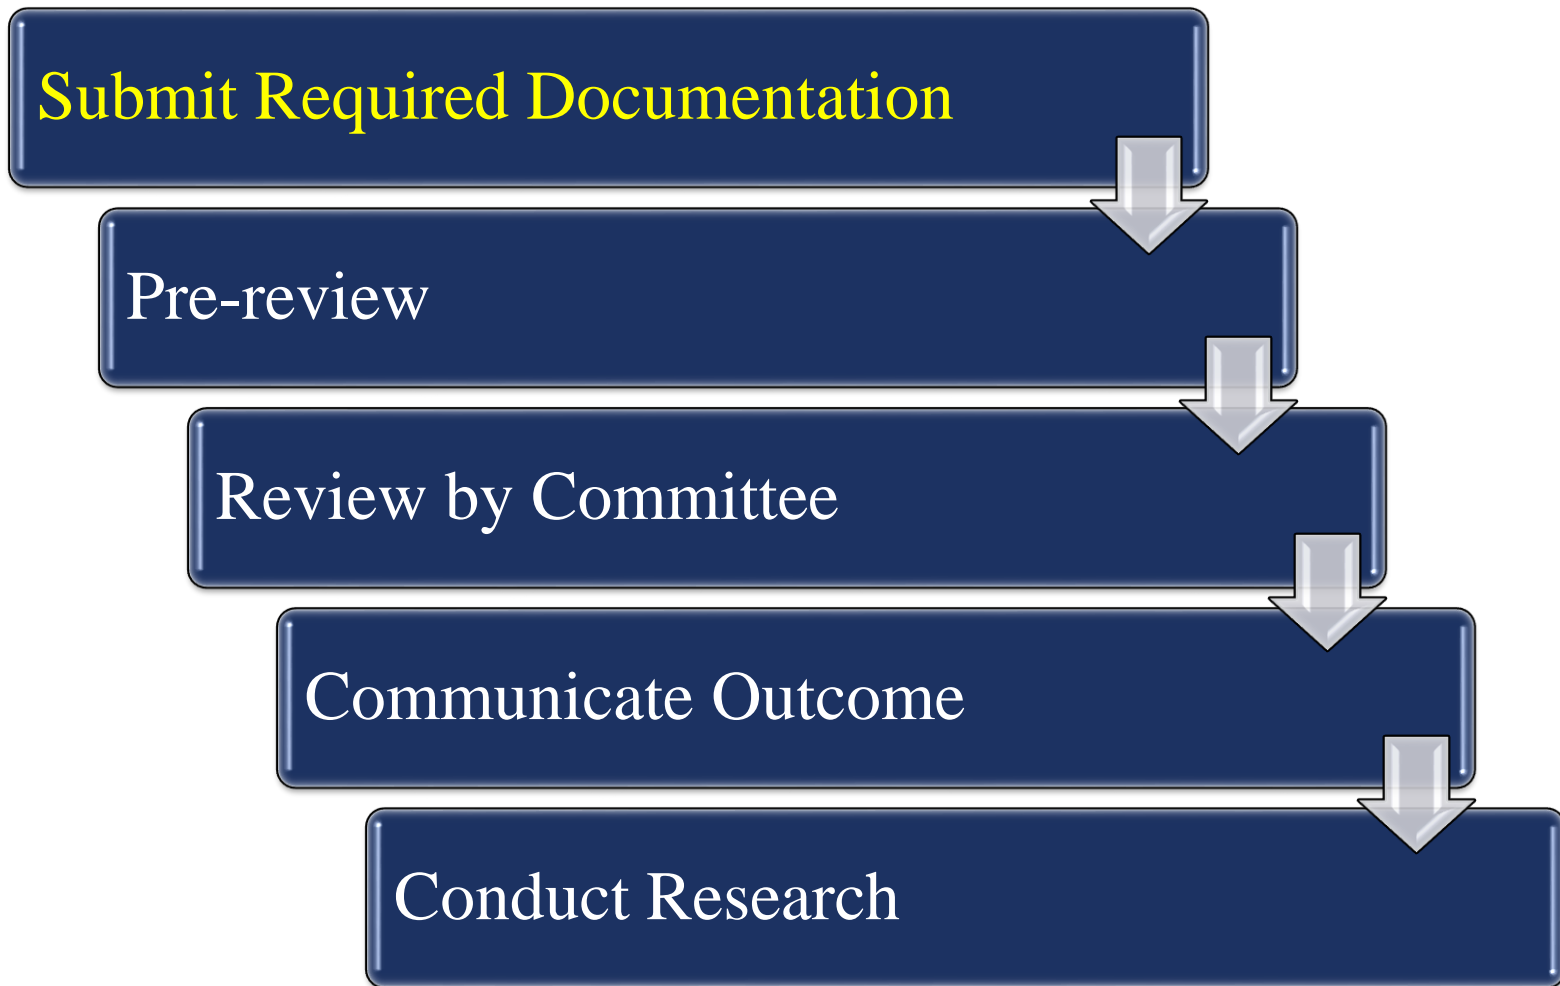 Submit Required Documentation
Pre-review
Review by Committee
Communicate Outcome
Conduct Research